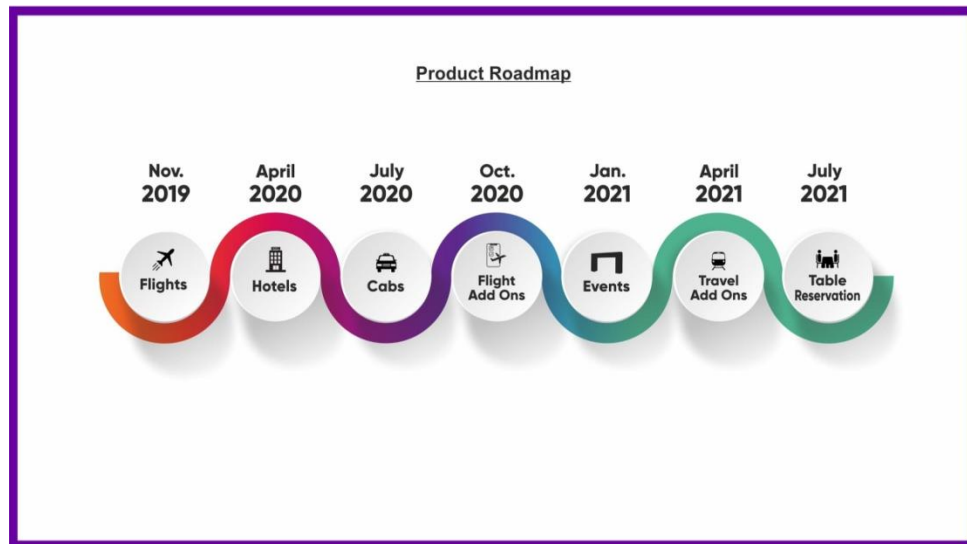 Product Roadmap
Nov.
2019
April
2020
July
2020
Oct.
2020
Jan.
2021
April
2021
July
2021
Flights
Hotels
Cabs
Flight
Add Ons
Events
Travel
Add Ons
Table
Reservation